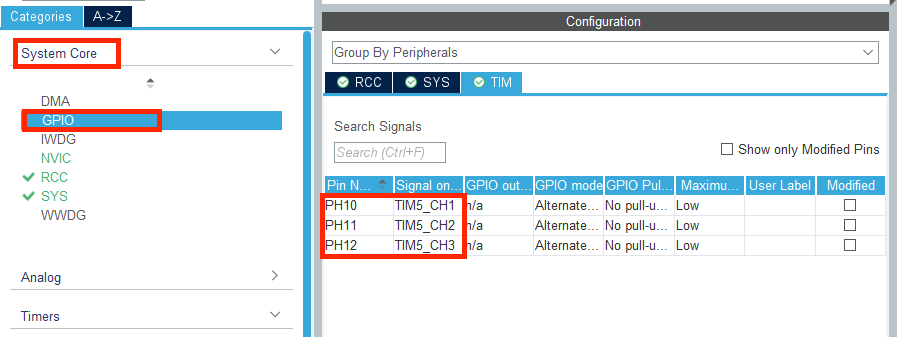 Categories A->Z
System Core
DMA
GPIO
IWDG
NVIC
RCC
SYS
WWDG
Analog
Timers
Configuration
Group By Peripherals
RCC SYS TIM
Search Signals
Search (Ctrl+F)
Show only Modified Pins
Pin N... Signal on... GPIO out... GPIO mode GPIO Pul... Maximu... User Label Modified
PH10 TIM5_CH1 n/a Alternate... No pull-u... Low
PH11 TIM5_CH2 n/a Alternate... No pull-u... Low
PH12 TIM5_CH3 n/a Alternate... No pull-u... Low